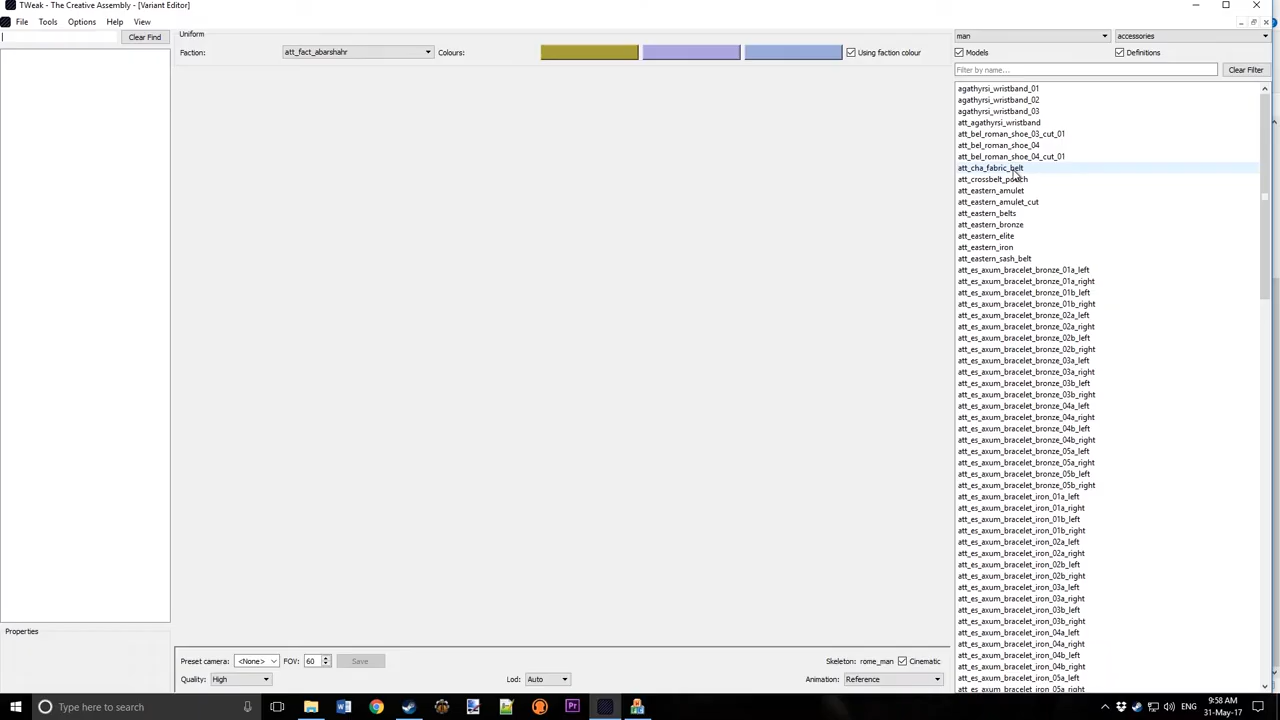 TWeak - The Creative Assembly - [Variant Editor]
File Tools Options Help View
Clear Find
Uniform
Faction: att_fact_abarshahr Colours: Using faction colour
man accessories
Models Definitions
Filter by name... Clear Filter
agathyrsi_wristband_01
agathyrsi_wristband_02
agathyrsi_wristband_03
att_agathyrsi_wristband
att_bel_roman_shoe_03_cut_01
att_bel_roman_shoe_04
att_bel_roman_shoe_04_cut_01
att_cha_fabric_belt
att_crossbelt_pouch
att_eastern_amulet
att_eastern_amulet_cut
att_eastern_belts
att_eastern_bronze
att_eastern_elite
att_eastern_iron
att_eastern_sash_belt
att_es_axum_bracelet_bronze_01a_left
att_es_axum_bracelet_bronze_01a_right
att_es_axum_bracelet_bronze_01b_left
att_es_axum_bracelet_bronze_01b_right
att_es_axum_bracelet_bronze_02a_left
att_es_axum_bracelet_bronze_02a_right
att_es_axum_bracelet_bronze_02b_left
att_es_axum_bracelet_bronze_02b_right
att_es_axum_bracelet_bronze_03a_left
att_es_axum_bracelet_bronze_03a_right
att_es_axum_bracelet_bronze_03b_left
att_es_axum_bracelet_bronze_03b_right
att_es_axum_bracelet_bronze_04a_left
att_es_axum_bracelet_bronze_04a_right
att_es_axum_bracelet_bronze_04b_left
att_es_axum_bracelet_bronze_04b_right
att_es_axum_bracelet_bronze_05a_left
att_es_axum_bracelet_bronze_05a_right
att_es_axum_bracelet_bronze_05b_left
att_es_axum_bracelet_bronze_05b_right
att_es_axum_bracelet_iron_01a_left
att_es_axum_bracelet_iron_01a_right
att_es_axum_bracelet_iron_01b_left
att_es_axum_bracelet_iron_01b_right
att_es_axum_bracelet_iron_02a_left
att_es_axum_bracelet_iron_02a_right
att_es_axum_bracelet_iron_02b_left
att_es_axum_bracelet_iron_02b_right
att_es_axum_bracelet_iron_03a_left
att_es_axum_bracelet_iron_03a_right
att_es_axum_bracelet_iron_03b_left
att_es_axum_bracelet_iron_03b_right
att_es_axum_bracelet_iron_04a_left
att_es_axum_bracelet_iron_04a_right
att_es_axum_bracelet_iron_04b_left
att_es_axum_bracelet_iron_04b_right
att_es_axum_bracelet_iron_05a_left
att_es_axum_bracelet_iron_05a_right
Properties
Preset camera: <None> FOV: 60 Save Skeleton: rome_man Cinematic
Quality: High Lod: Auto Animation: Reference
Type here to search
9:58 AM
31-May-17